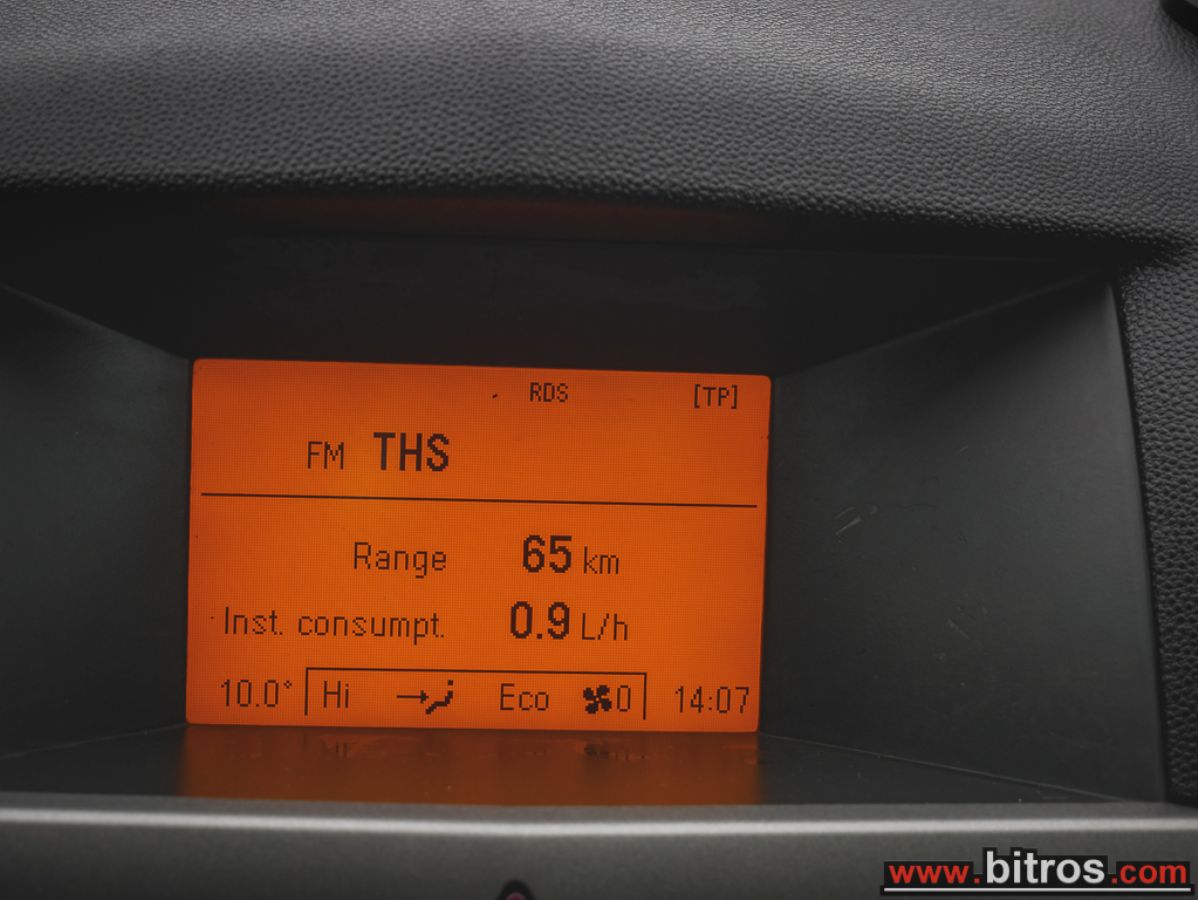 RDS [TP]
FM THS
Range 65 km
Inst. consumpt. 0.9 L/h
10.0° Hi Eco 0 14:07
www.bitros.com